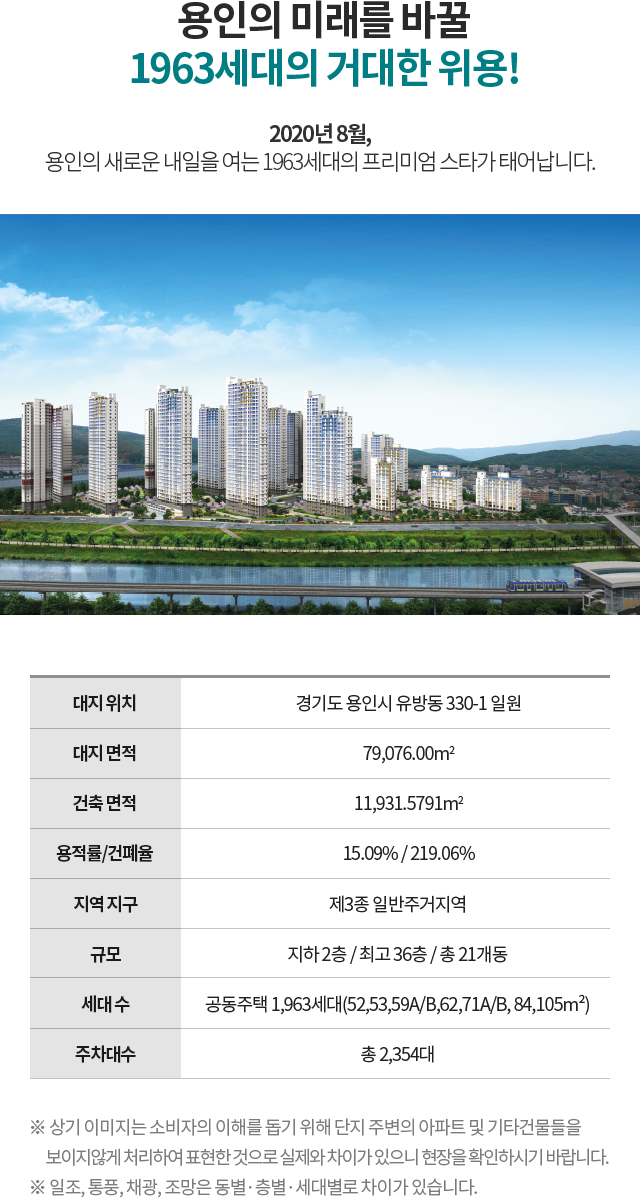 용인의 미래를 바꿀
1963세대의 거대한 위용!
2020년 8월,
용인의 새로운 내일을 여는 1963세대의 프리미엄 스타가 태어납니다.
대지 위치 경기도 용인시 유방동 330-1 일원
대지 면적 79,076.00m²
건축 면적 11,931.5791m²
용적률/건폐율 15.09% / 219.06%
지역 지구 제3종 일반주거지역
규모 지하 2층 / 최고 36층 / 총 21개동
세대 수 공동주택 1,963세대(52,53,59A/B,62,71A/B, 84,105m²)
주차대수 총 2,354대
※ 상기 이미지는 소비자의 이해를 돕기 위해 단지 주변의 아파트 및 기타건물들을
보이지않게 처리하여 표현한 것으로 실제와 차이가 있으니 현장을 확인하시기 바랍니다.
※ 일조, 통풍, 채광, 조망은 동별·층별·세대별로 차이가 있습니다.